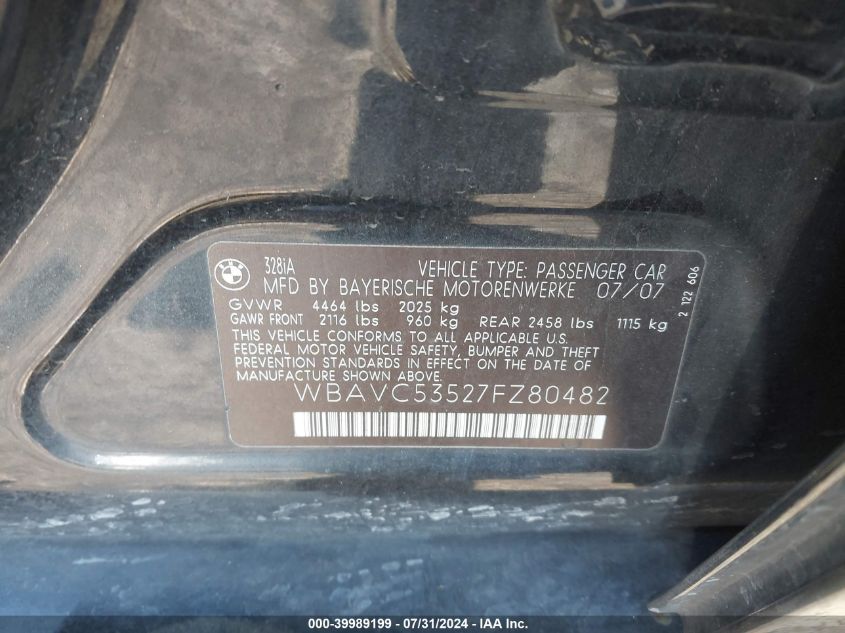 BMW
328iA
VEHICLE TYPE: PASSENGER CAR
MFD BY BAYERISCHE MOTORENWERKE 07/07
GVWR 4464 lbs 2025 kg
GAWR FRONT 2116 lbs 960 kg REAR 2458 lbs 1115 kg
THIS VEHICLE CONFORMS TO ALL APPLICABLE U.S.
FEDERAL MOTOR VEHICLE SAFETY, BUMPER AND THEFT
PREVENTION STANDARDS IN EFFECT ON THE DATE OF
MANUFACTURE SHOWN ABOVE.
WBAVC53527FZ80482
2 122 606
000-39989199 / 07/31/2024 - IAA Inc.